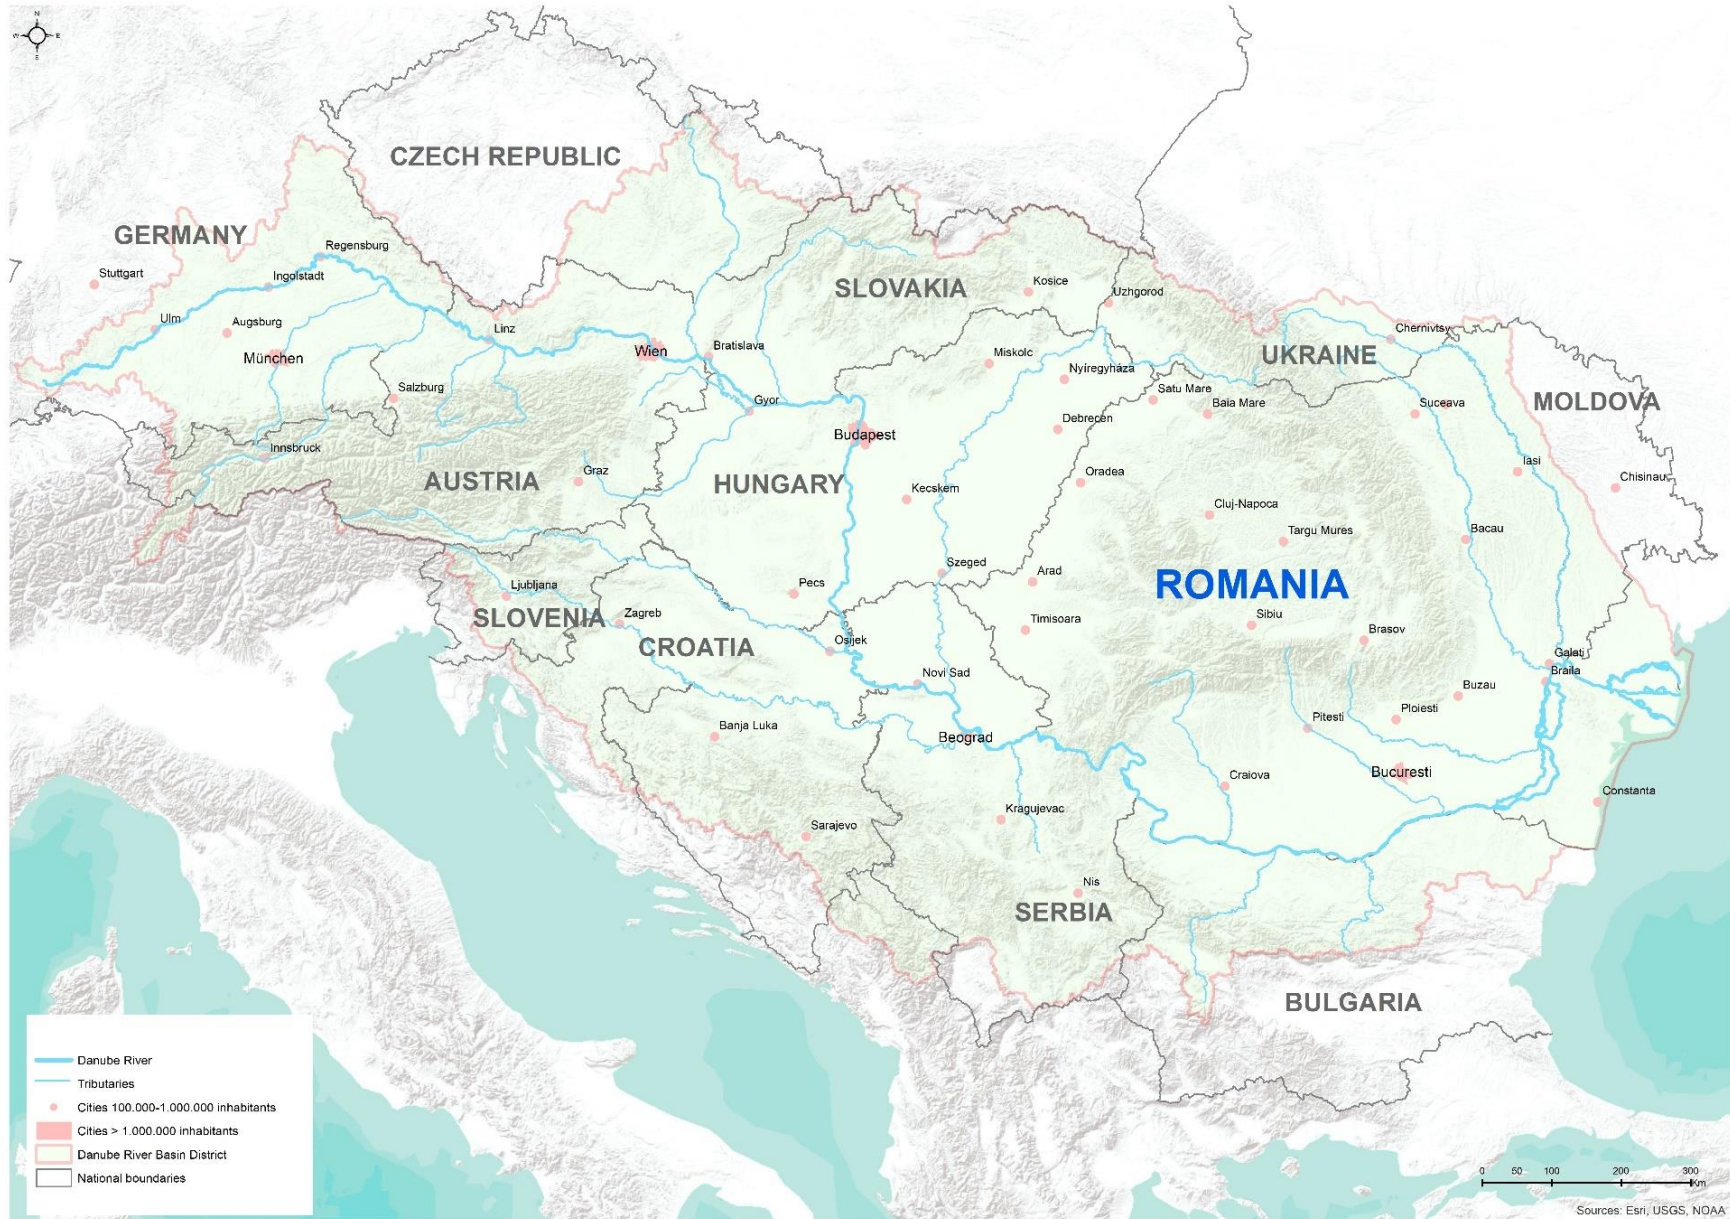 N
W
E
E
CZECH REPUBLIC
GERMANY
Regensburg
Stuttgart
Ingolstadt
SLOVAKIA
Kosice
Uzhgorod
Ulm
Augsburg
Linz
Chernivtsy
München
Wien
Bratislava
Miskolc
UKRAINE
Nyíregyháza
Salzburg
Satu Mare
Gyor
Baia Mare
Suceava
MOLDOVA
Debrecen
Budapest
Innsbruck
Iasi
Graz
Oradea
Chisinau
AUSTRIA
HUNGARY
Kecskem
Cluj-Napoca
Targu Mures
Bacau
Szeged
Arad
Pecs
Ljubljana
ROMANIA
SLOVENIA
Zagreb
Sibiu
Timisoara
Brasov
CROATIA
Osijek
Galati
Novi Sad
Braila
Buzau
Banja Luka
Ploiesti
Pitesti
Beograd
Bucuresti
Craiova
Constanta
Kragujevac
Sarajevo
Nis
SERBIA
BULGARIA
Danube River
Tributaries
Cities 100.000-1.000.000 inhabitants
Cities > 1.000.000 inhabitants
Danube River Basin District
National boundaries
0 50 100 200 300
Km
Sources: Esri, USGS, NOAA